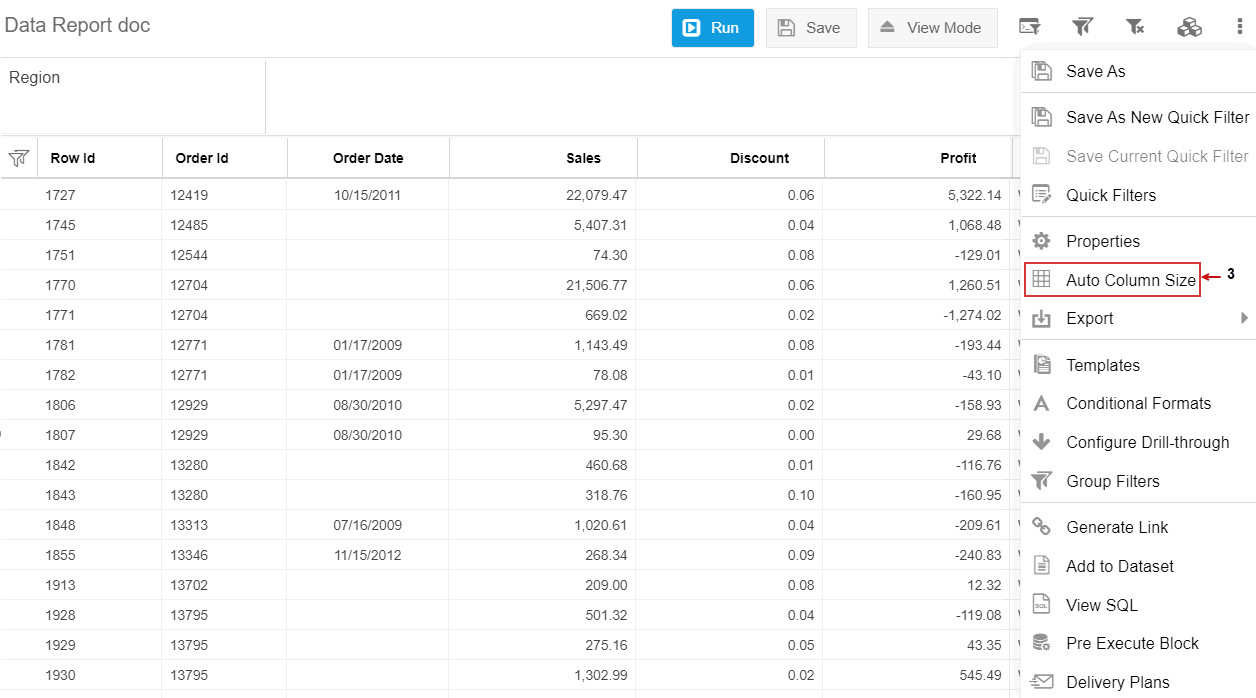 Data Report doc
Run Save View Mode
Region
Row Id Order Id Order Date Sales Discount Profit
1727 12419 10/15/2011 22,079.47 0.06 5,322.14
1745 12485 5,407.31 0.04 1,068.48
1751 12544 74.30 0.08 -129.01
1770 12704 21,506.77 0.06 1,260.51
1771 12704 669.02 0.02 -1,274.02
1781 12771 01/17/2009 1,143.49 0.08 -193.44
1782 12771 01/17/2009 78.08 0.01 -43.10
1806 12929 08/30/2010 5,297.47 0.02 -158.93
1807 12929 08/30/2010 95.30 0.00 29.68
1842 13280 460.68 0.01 -116.76
1843 13280 318.76 0.10 -160.95
1848 13313 07/16/2009 1,020.61 0.04 -209.61
1855 13346 11/15/2012 268.34 0.09 -240.83
1913 13702 209.00 0.08 12.32
1928 13795 501.32 0.04 -119.08
1929 13795 275.16 0.05 43.35
1930 13795 1,302.99 0.02 545.49
Save As
Save As New Quick Filter
Save Current Quick Filter
Quick Filters
Properties
Auto Column Size 3
Export
Templates
Conditional Formats
Configure Drill-through
Group Filters
Generate Link
Add to Dataset
SQL View SQL
Pre Execute Block
Delivery Plans